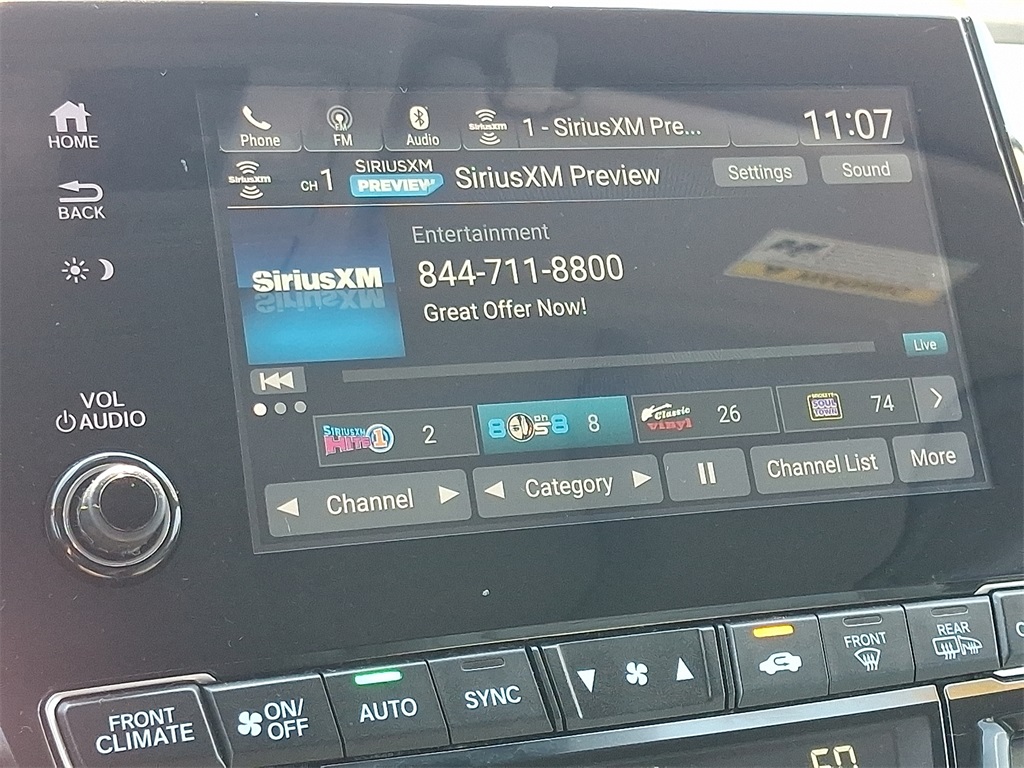 HOME
BACK
VOL
AUDIO
Phone
FM
FM
Audio
SiriusXM
1 - SiriusXM Pre...
11:07
SiriusXM
CH 1
SIRIUSXM
PREVIEW
SiriusXM Preview
Settings
Sound
SiriusXM
Entertainment
844-711-8800
Great Offer Now!
Live
SIRIUSXM
HITS 1
2
80s on 8
8
Classic
vinyl
26
SOUL
TOWN
74
Channel
Category
Channel List
More
FRONT
CLIMATE
ON/
OFF
AUTO
SYNC
FRONT
REAR